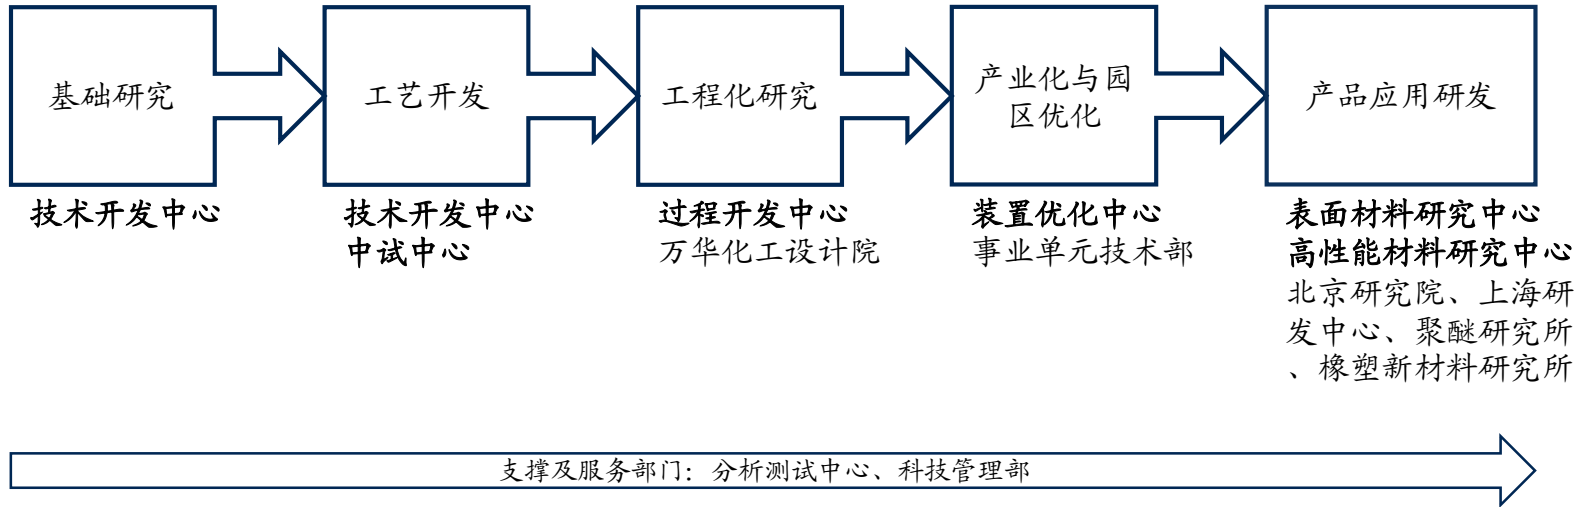 基础研究
工艺开发
工程化研究
产业化与园
区优化
产品应用研发
技术开发中心
技术开发中心
中试中心
过程开发中心
万华化工设计院
装置优化中心
事业单元技术部
表面材料研究中心
高性能材料研究中心
北京研究院、上海研
发中心、聚醚研究所
、橡塑新材料研究所
支撑及服务部门：分析测试中心、科技管理部